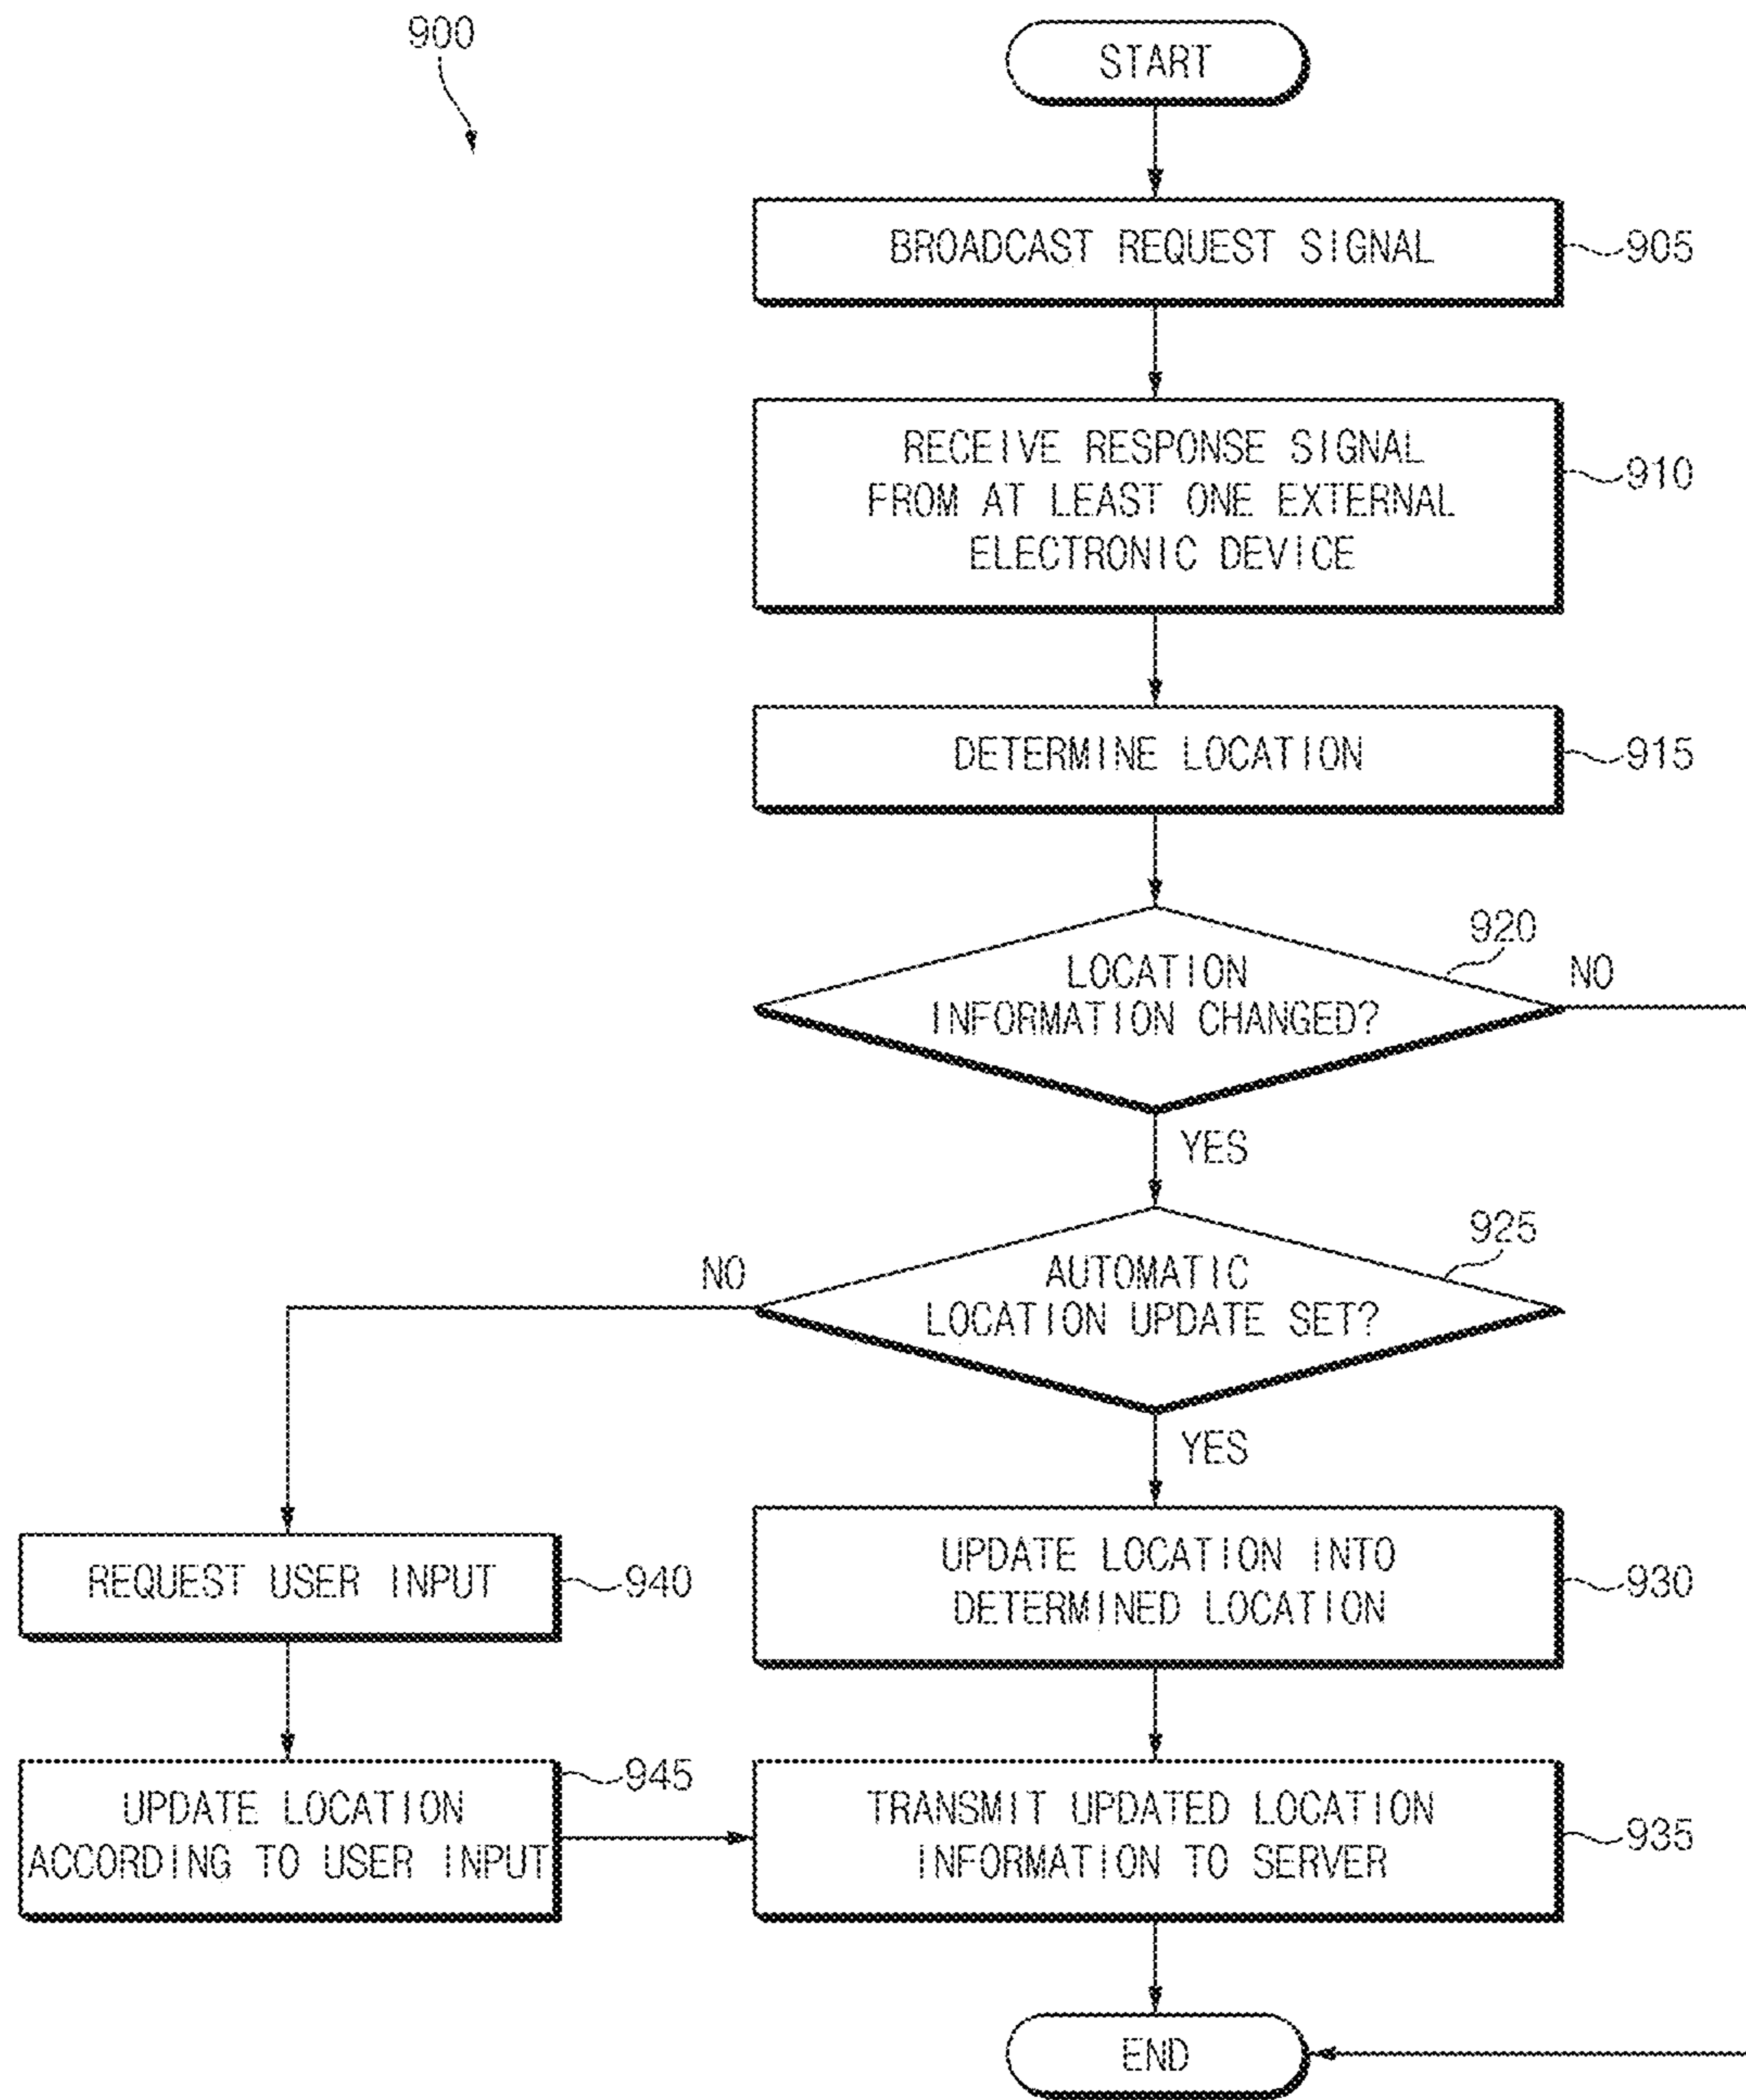 900
START
BROADCAST REQUEST SIGNAL
905
RECEIVE RESPONSE SIGNAL
FROM AT LEAST ONE EXTERNAL
ELECTRONIC DEVICE
910
DETERMINE LOCATION
915
920
LOCATION
INFORMATION CHANGED?
NO
YES
925
AUTOMATIC
LOCATION UPDATE SET?
NO
YES
REQUEST USER INPUT
940
UPDATE LOCATION INTO
DETERMINED LOCATION
930
UPDATE LOCATION
ACCORDING TO USER INPUT
945
TRANSMIT UPDATED LOCATION
INFORMATION TO SERVER
935
END